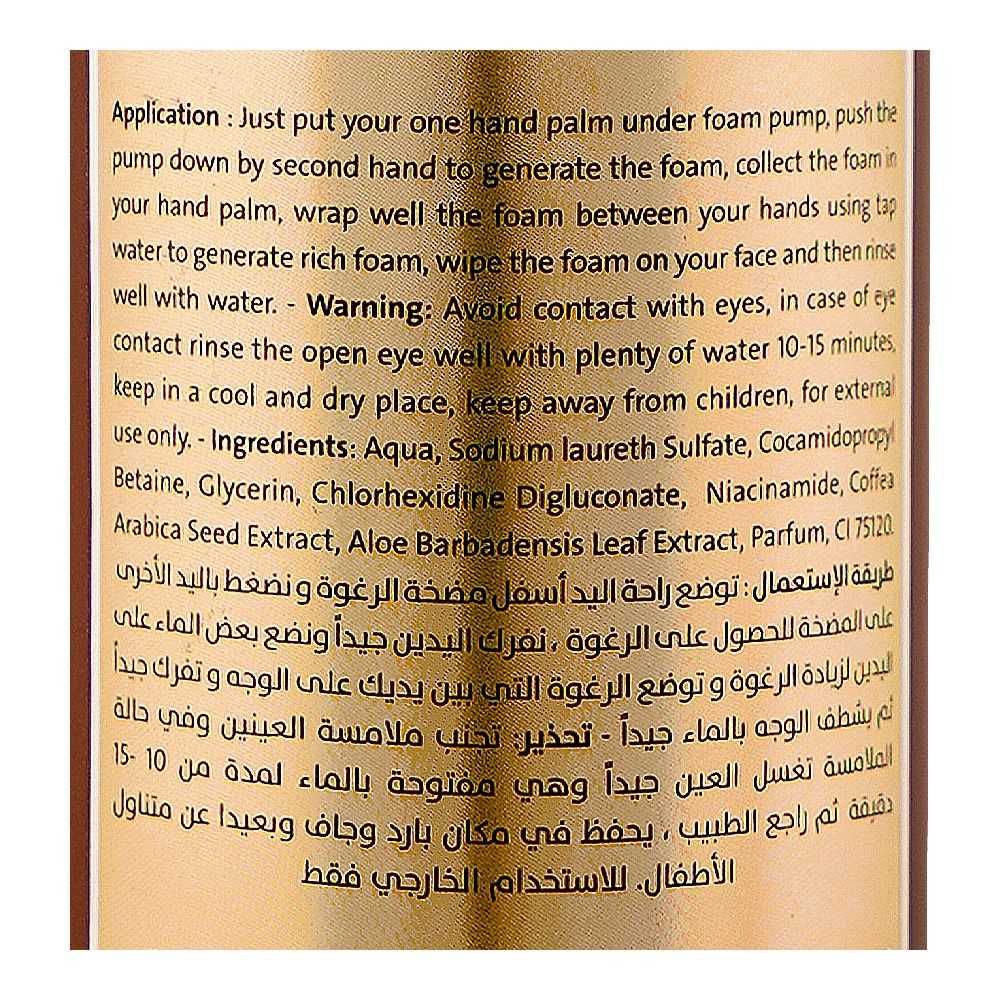 Application : Just put your one hand palm under foam pump, push the
pump down by second hand to generate the foam, collect the foam in
your hand palm, wrap well the foam between your hands using tap
water to generate rich foam, wipe the foam on your face and then rinse
well with water. - Warning: Avoid contact with eyes, in case of eye
contact rinse the open eye well with plenty of water 10-15 minutes,
keep in a cool and dry place, keep away from children, for external
use only. - Ingredients: Aqua, Sodium laureth Sulfate, Cocamidopropyl
Betaine, Glycerin, Chlorhexidine Digluconate, Niacinamide, Coffea
Arabica Seed Extract, Aloe Barbadensis Leaf Extract, Parfum, CI 75120.
طريقة الإستعمال: توضع راحة اليد أسفل مضخة الرغوة و نضغط باليد الأخرى
على المضخة للحصول على الرغوة ، نفرك اليدين جيداً ونضع بعض الماء على
اليدين لزيادة الرغوة و توضع الرغوة التي بين يديك على الوجه و تفرك جيداً
ثم يشطف الوجه بالماء جيداً - تحذير: تجنب ملامسة العينين وفي حالة
الملامسة تغسل العين جيداً وهي مفتوحة بالماء لمدة من 10 -15
دقيقة ثم راجع الطبيب ، يحفظ في مكان بارد وجاف وبعيدا عن متناول
الأطفال. للاستخدام الخارجي فقط